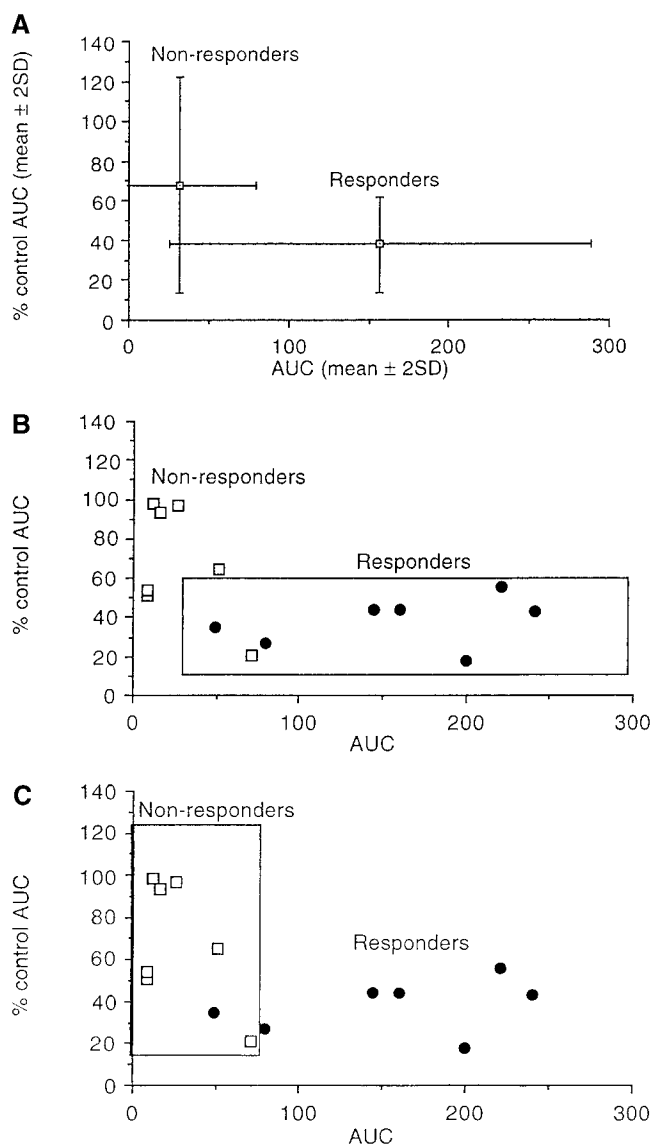 A
% control AUC (mean ± 2SD)
140
120
100
80
60
40
20
0
Non-responders
Responders
0 100 200 300
AUC (mean ± 2SD)
B
% control AUC
140
120
100
80
60
40
20
0
Non-responders
Responders
0 100 200 300
AUC
C
% control AUC
140
120
100
80
60
40
20
0
Non-responders
Responders
0 100 200 300
AUC